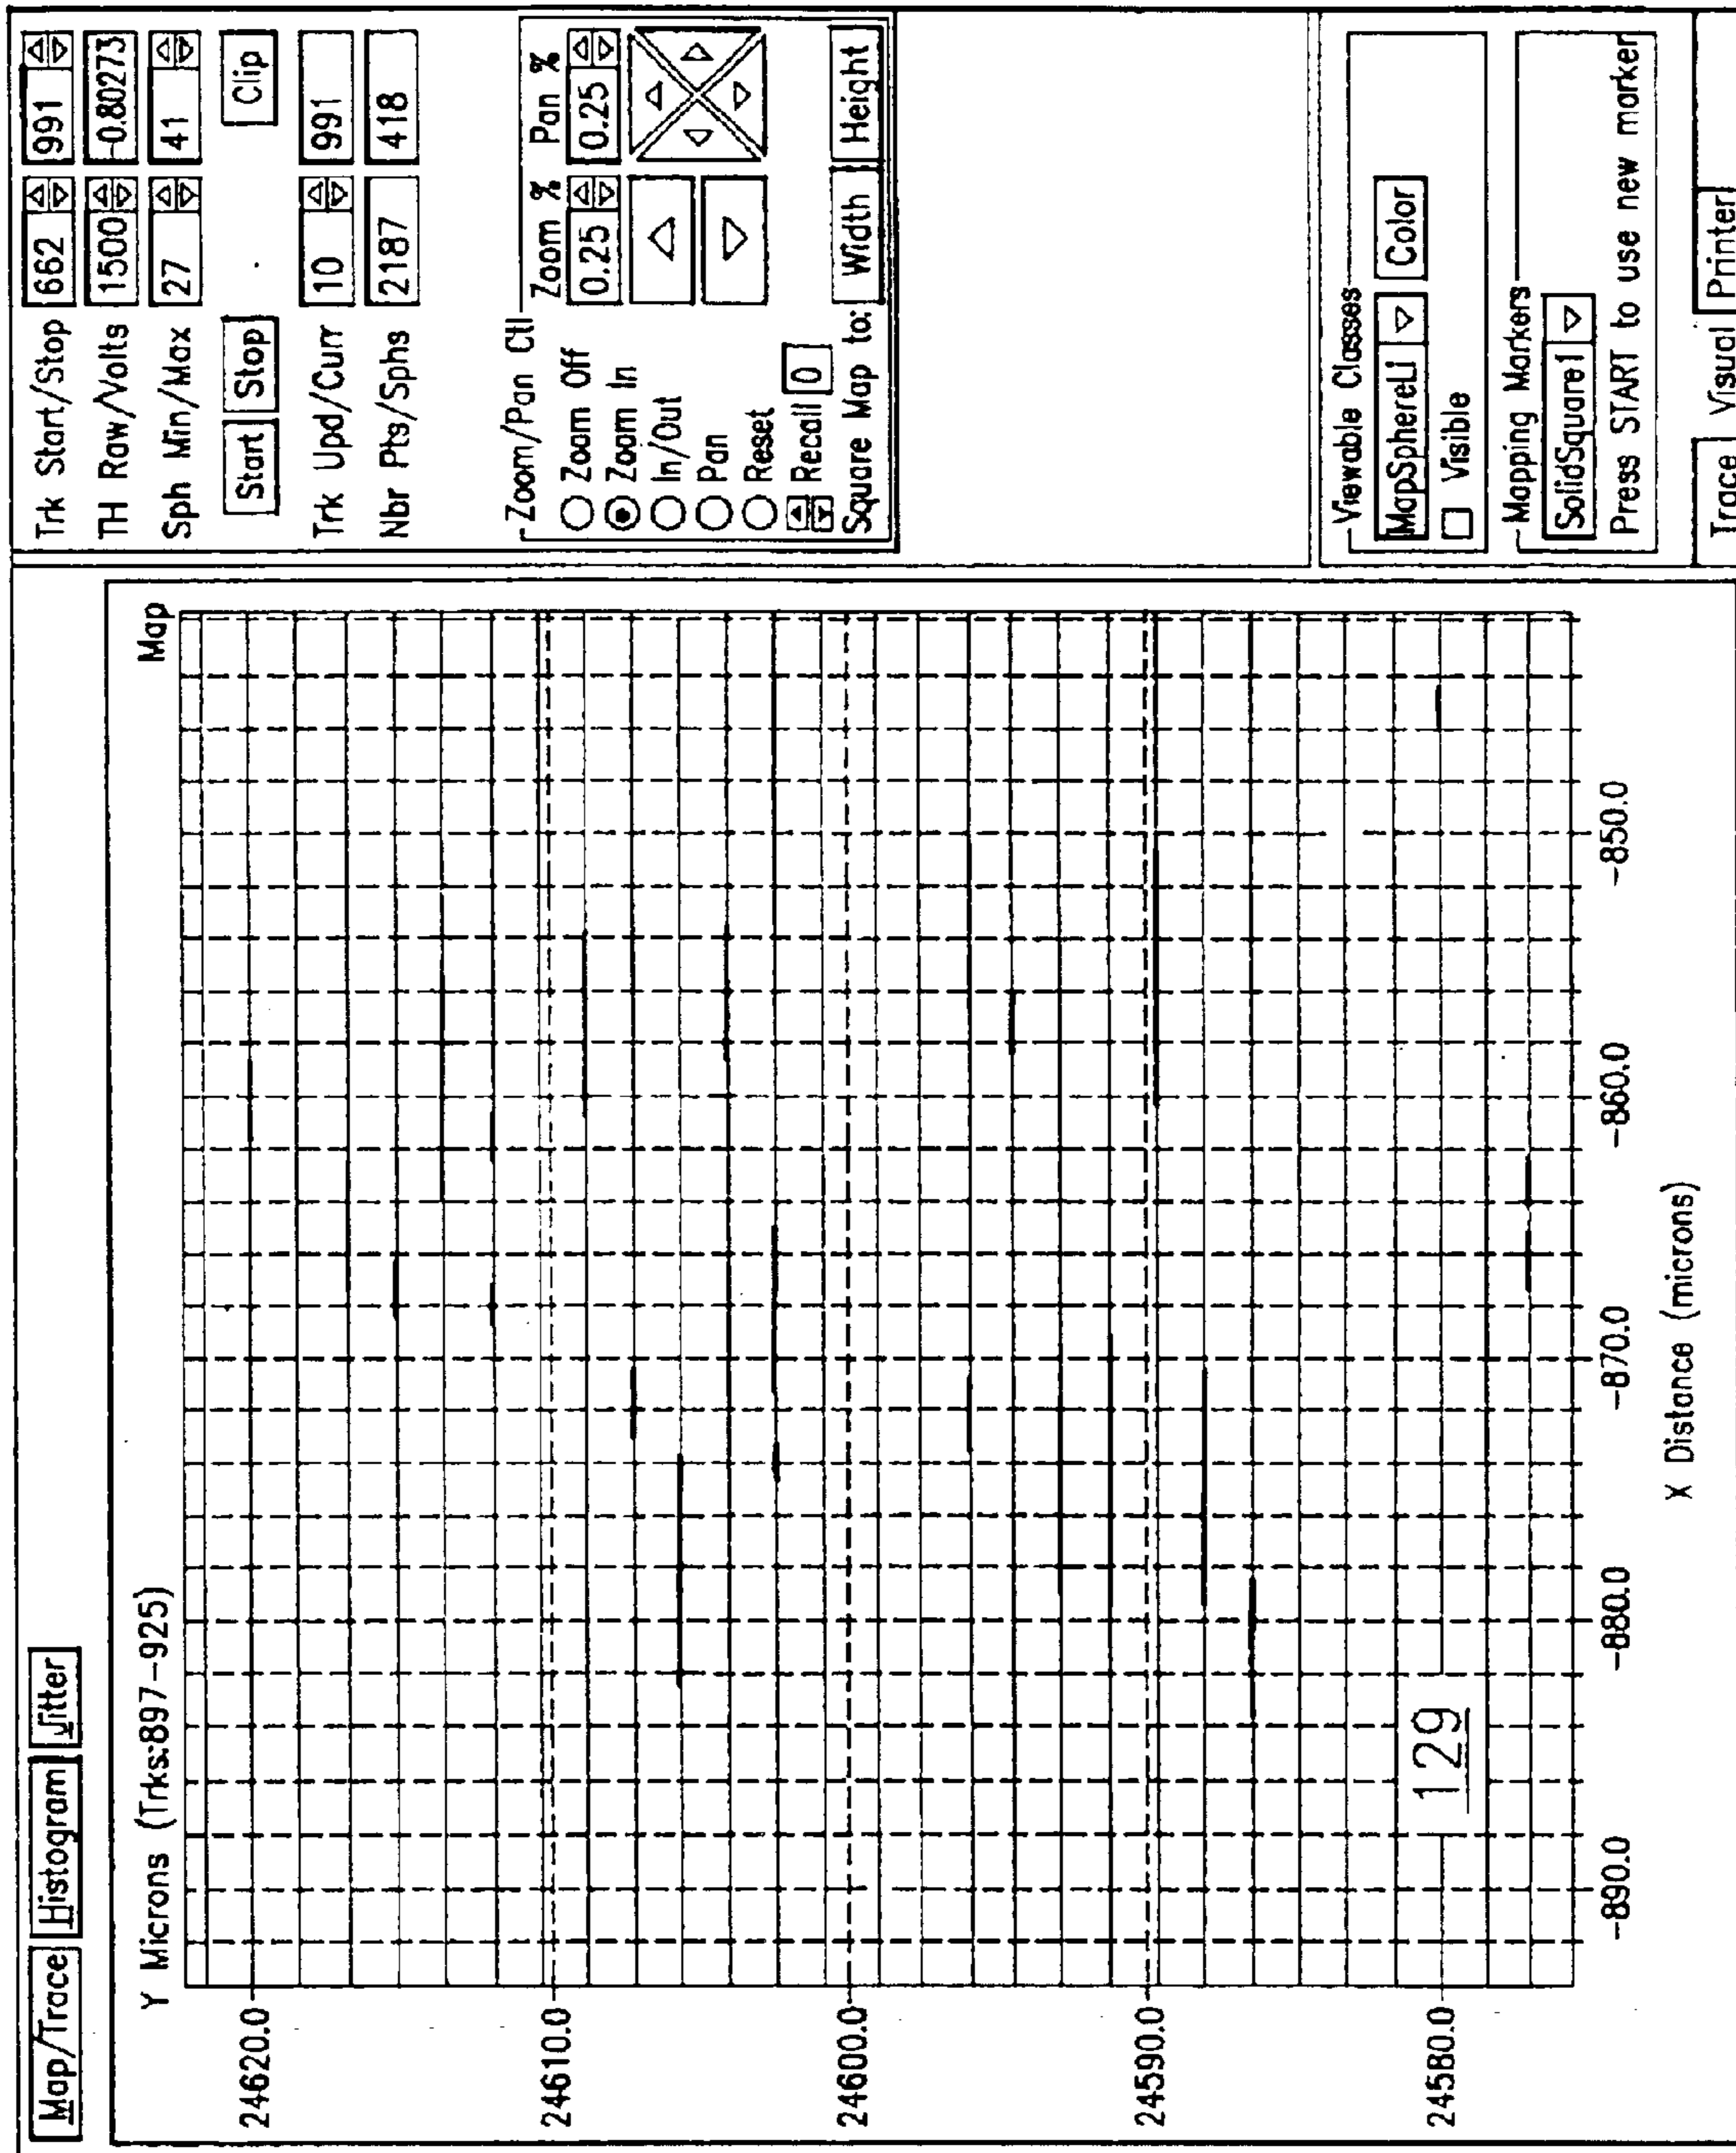 Map/Trace Histogram Jitter
Y Microns (Trks:897-925) Map
24620.0
24610.0
24600.0
24590.0
24580.0
129
-890.0 -880.0 -870.0 -860.0 -850.0
X Distance (microns)
Trk Start/Stop 662 991
TH Raw/Volts 1500 -0.80273
Sph Min/Max 27 41
Start Stop Clip
Trk Upd/Curr 10 991
Nbr Pts/Sphs 2187 418
Zoom/Pan Ctl
Zoom % Pan %
Zoom Off 0.25 0.25
Zoom In
In/Out
Pan
Reset
Recall 0
Square Map to: Width Height
Viewable Classes
MapSphereLi Color
Visible
Mapping Markers
SolidSquare1
Press START to use new marker
Trace Visual Printer